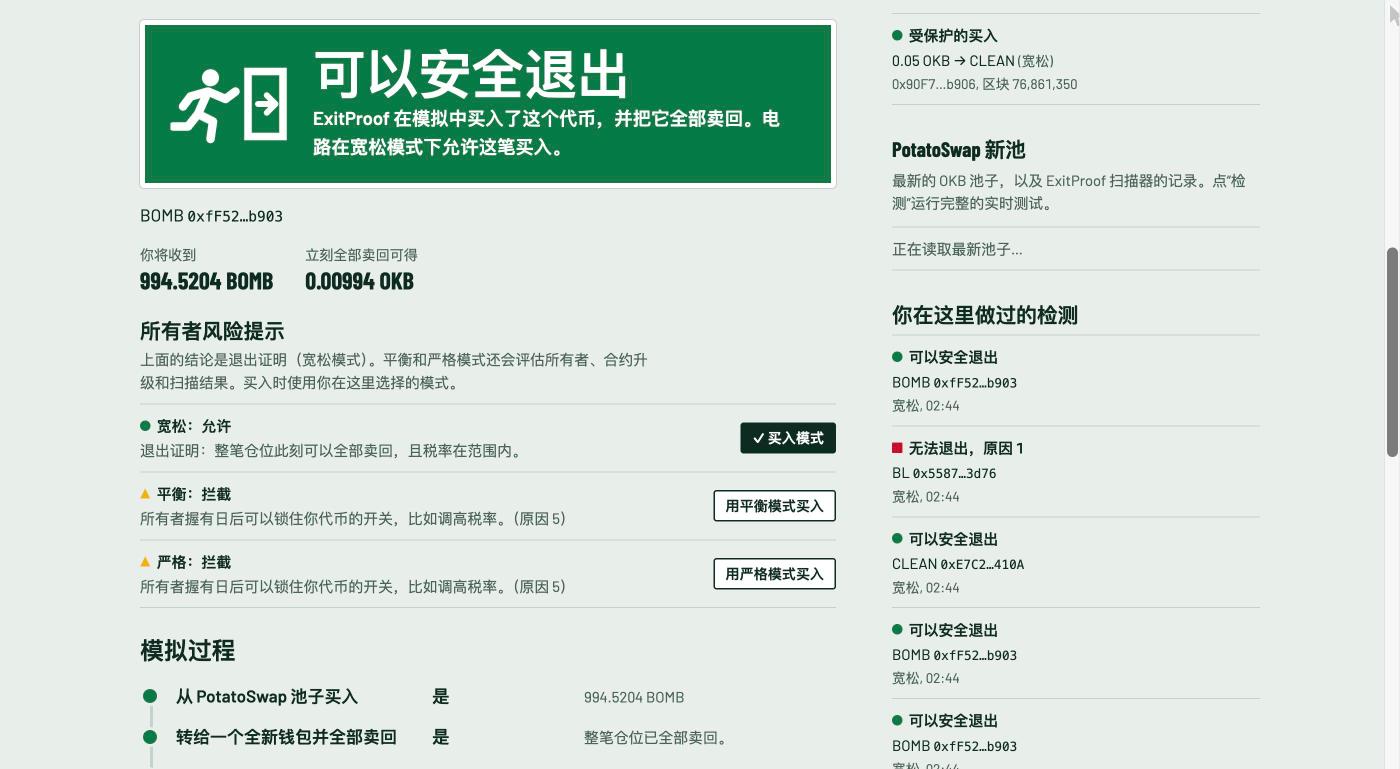 可以安全退出
ExitProof 在模拟中买入了这个代币，并把它全部卖回。电
路在宽松模式下允许这笔买入。
BOMB 0xfF52…b903
你将收到
994.5204 BOMB
立刻全部卖回可得
0.00994 OKB
所有者风险提示
上面的结论是退出证明（宽松模式）。平衡和严格模式还会评估所有者、合约升
级和扫描结果。买入时使用你在这里选择的模式。
宽松：允许
退出证明：整笔仓位此刻可以全部卖回，且税率在范围内。
✓ 买入模式
平衡：拦截
所有者握有日后可以锁住你代币的开关，比如调高税率。（原因 5）
用平衡模式买入
严格：拦截
所有者握有日后可以锁住你代币的开关，比如调高税率。（原因 5）
用严格模式买入
模拟过程
从 PotatoSwap 池子买入 是 994.5204 BOMB
转给一个全新钱包并全部卖回 是 整笔仓位已全部卖回。
受保护的买入
0.05 OKB → CLEAN (宽松)
0x90F7…b906, 区块 76,861,350
PotatoSwap 新池
最新的 OKB 池子，以及 ExitProof 扫描器的记录。点“检
测”运行完整的实时测试。
正在读取最新池子…
你在这里做过的检测
可以安全退出
BOMB 0xfF52…b903
宽松, 02:44
无法退出，原因 1
BL 0x5587…3d76
宽松, 02:44
可以安全退出
CLEAN 0xE7C2…410A
宽松, 02:44
可以安全退出
BOMB 0xfF52…b903
宽松, 02:44
可以安全退出
BOMB 0xfF52…b903
宽松, 02:44